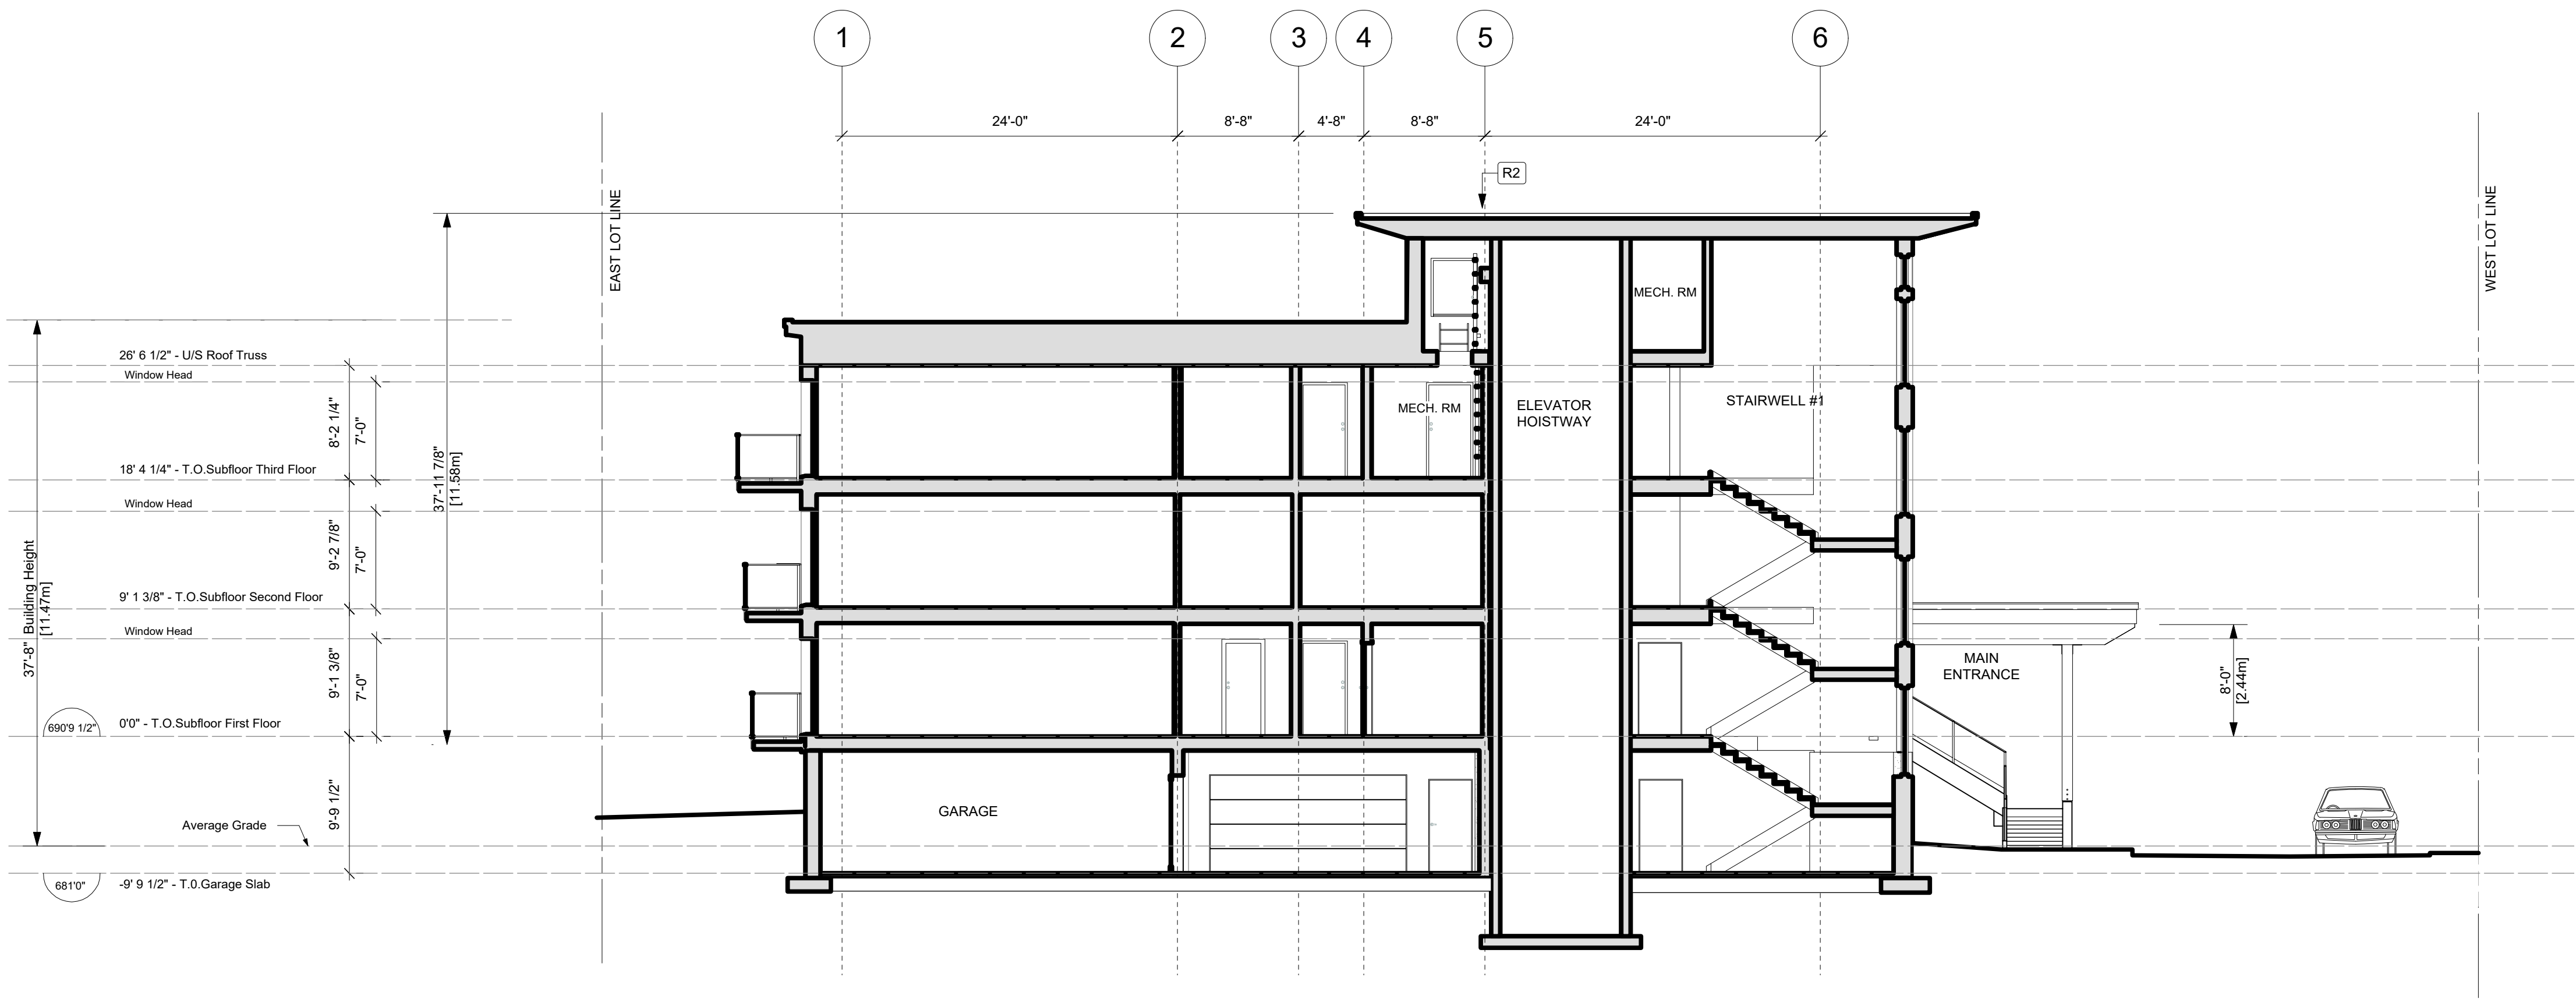 1
2
3
4
5
6
24'-0"
8'-8"
4'-8"
8'-8"
24'-0"
R2
EAST LOT LINE
WEST LOT LINE
MECH. RM
26' 6 1/2" - U/S Roof Truss
Window Head
8'-2 1/4"
7'-0"
37'-11 7/8"
[11.58m]
MECH. RM
ELEVATOR
HOISTWAY
STAIRWELL #1
18' 4 1/4" - T.O.Subfloor Third Floor
Window Head
9'-2 7/8"
7'-0"
37'-8" Building Height
[11.47m]
9' 1 3/8" - T.O.Subfloor Second Floor
Window Head
9'-1 3/8"
7'-0"
MAIN
ENTRANCE
8'-0"
[2.44m]
690'9 1/2"
0'0" - T.O.Subfloor First Floor
9'-9 1/2"
GARAGE
Average Grade
681'0"
-9' 9 1/2" - T.0.Garage Slab